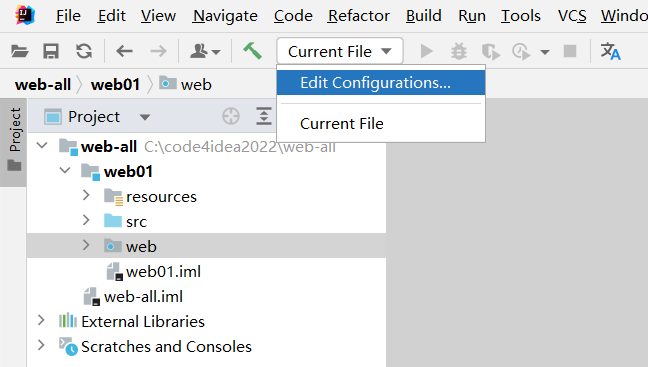 File Edit View Navigate Code Refactor Build Run Tools VCS Windo
Current File
web-all web01 web
Edit Configurations...
Project
Project
Current File
web-all C:\code4idea2022\web-all
web01
resources
src
web
web01.iml
web-all.iml
External Libraries
Scratches and Consoles